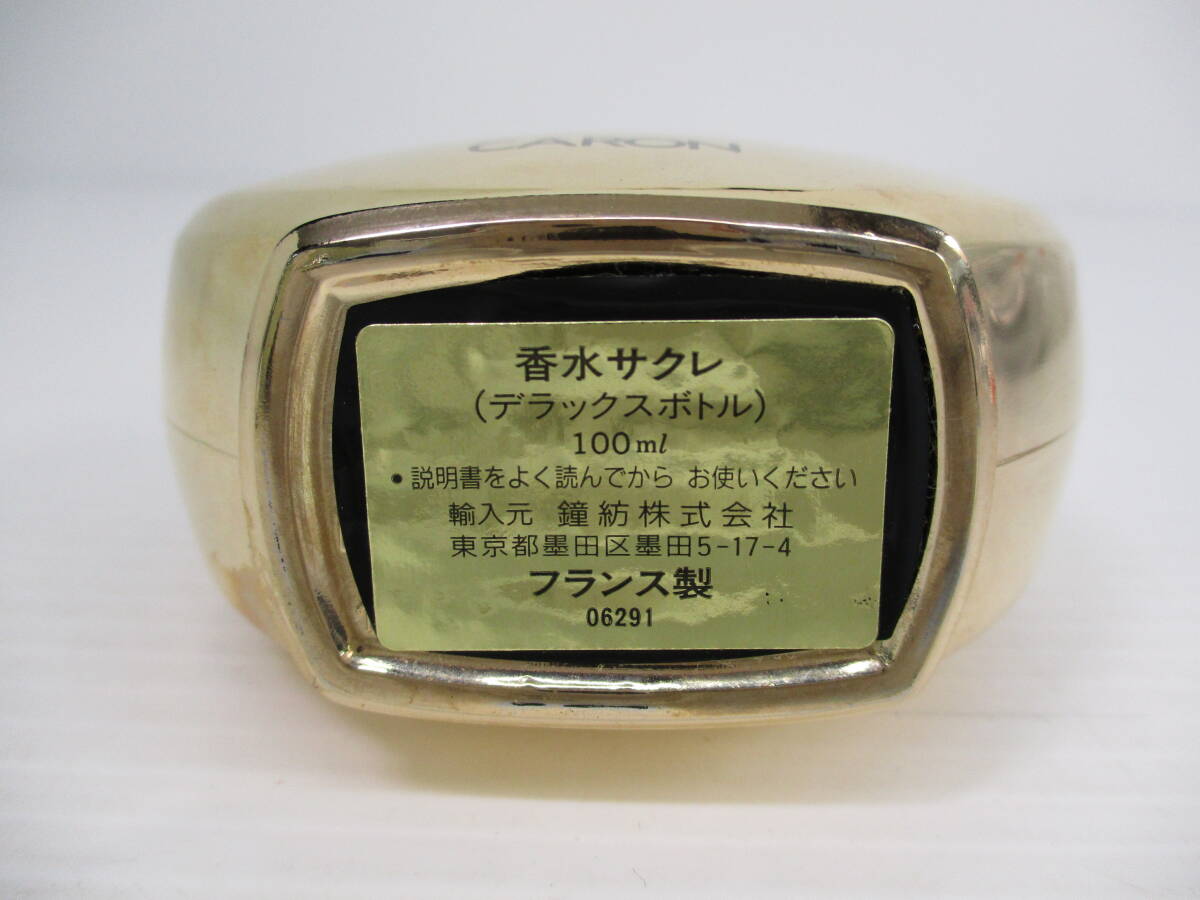 CARON
香水サクレ
(デラックスボトル)
100ml
• 説明書をよく読んでから お使いください
輸入元 鐘紡株式会社
東京都墨田区墨田5-17-4
フランス製
06291